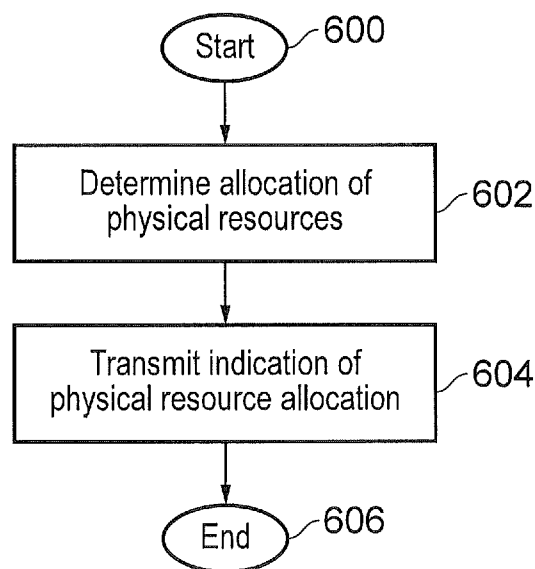 Start
600
Determine allocation of
physical resources
602
Transmit indication of
physical resource allocation
604
End
606